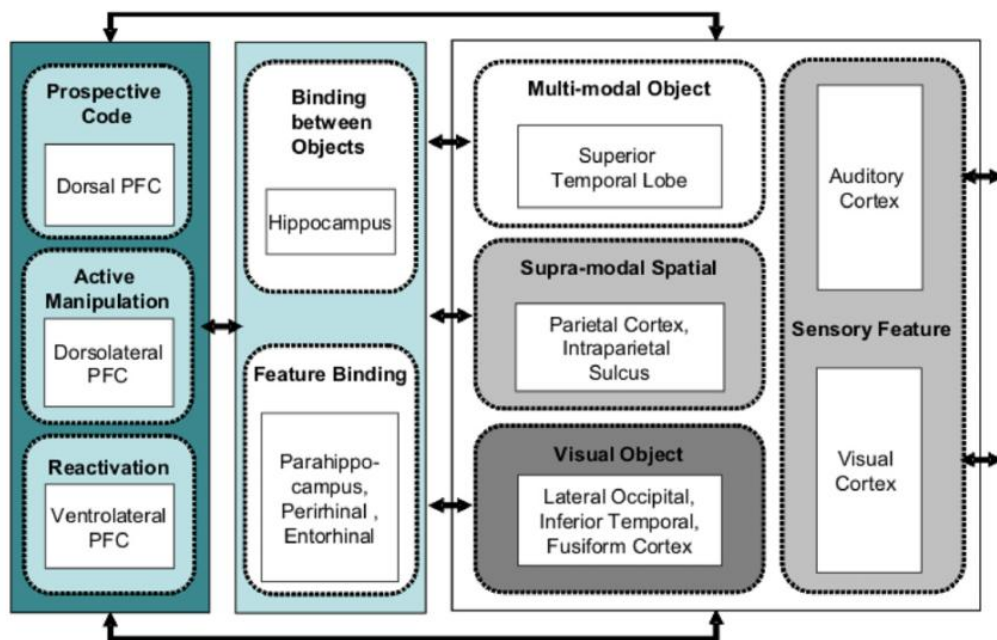 Prospective
Code
Dorsal PFC
Active
Manipulation
Dorsolateral
PFC
Reactivation
Ventrolateral
PFC
Binding
between
Objects
Hippocampus
Feature Binding
Parahippo-
campus,
Perirhinal ,
Entorhinal
Multi-modal Object
Superior
Temporal Lobe
Supra-modal Spatial
Parietal Cortex,
Intraparietal
Sulcus
Visual Object
Lateral Occipital,
Inferior Temporal,
Fusiform Cortex
Auditory
Cortex
Sensory Feature
Visual
Cortex